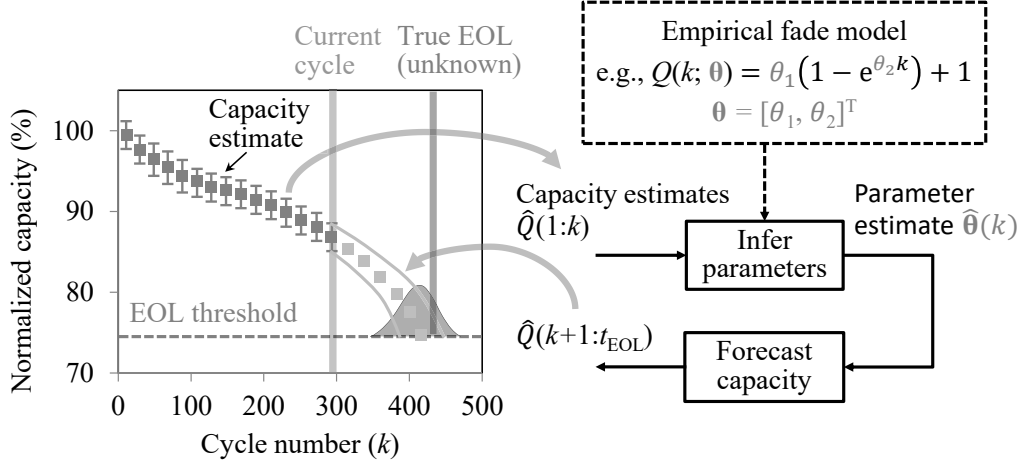 Current
cycle
True EOL
(unknown)
Empirical fade model
e.g., Q(k; θ) = θ₁(1 − e^{θ₂k}) + 1
θ = [θ₁, θ₂]ᵀ
Normalized capacity (%)
100
90
80
70
Capacity
estimate
EOL threshold
0
100
200
300
400
500
Cycle number (k)
Capacity estimates
Q̂(1:k)
Infer
parameters
Parameter
estimate θ̂(k)
Q̂(k+1:t_EOL)
Forecast
capacity